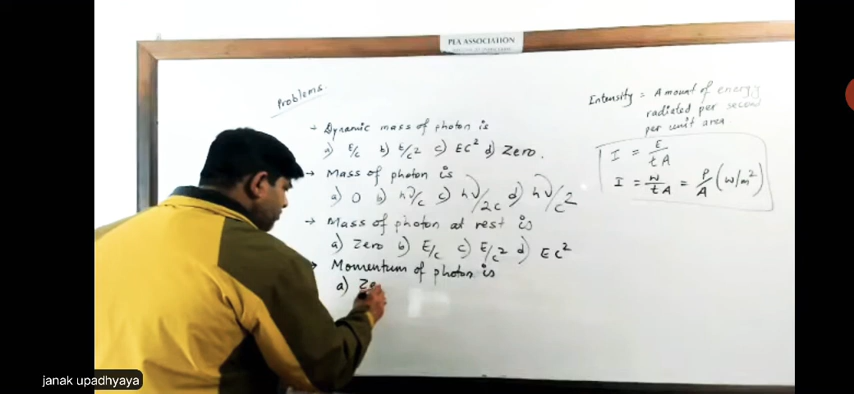 PLA ASSOCIATION
Problems.
→ Dynamic mass of photon is
a) E/c b) E/c2 c) EC² d) Zero.
→ Mass of photon is
a) 0 b) hν/c c) hν/2c d) hν/c2
→ Mass of photon at rest is
a) Zero b) E/c c) E/c2 d) EC²
→ Momentum of photon is
a) Ze
Intensity = Amount of energy
radiated per second
per unit area
I = E/tA
I = W/tA = P/A (W/m²)
janak upadhyaya